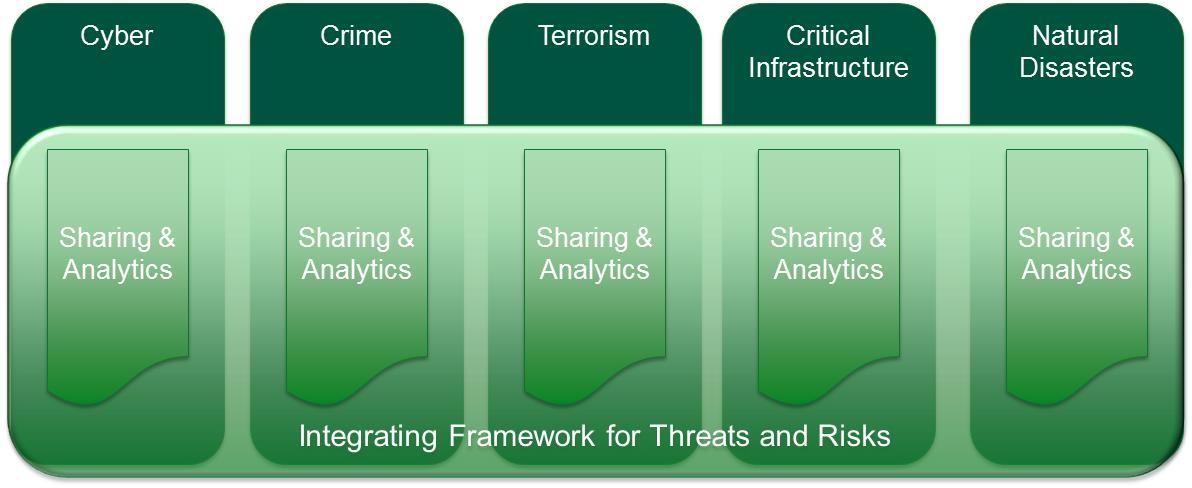 Cyber
Crime
Terrorism
Critical
Infrastructure
Natural
Disasters
Sharing &
Analytics
Sharing &
Analytics
Sharing &
Analytics
Sharing &
Analytics
Sharing &
Analytics
Integrating Framework for Threats and Risks